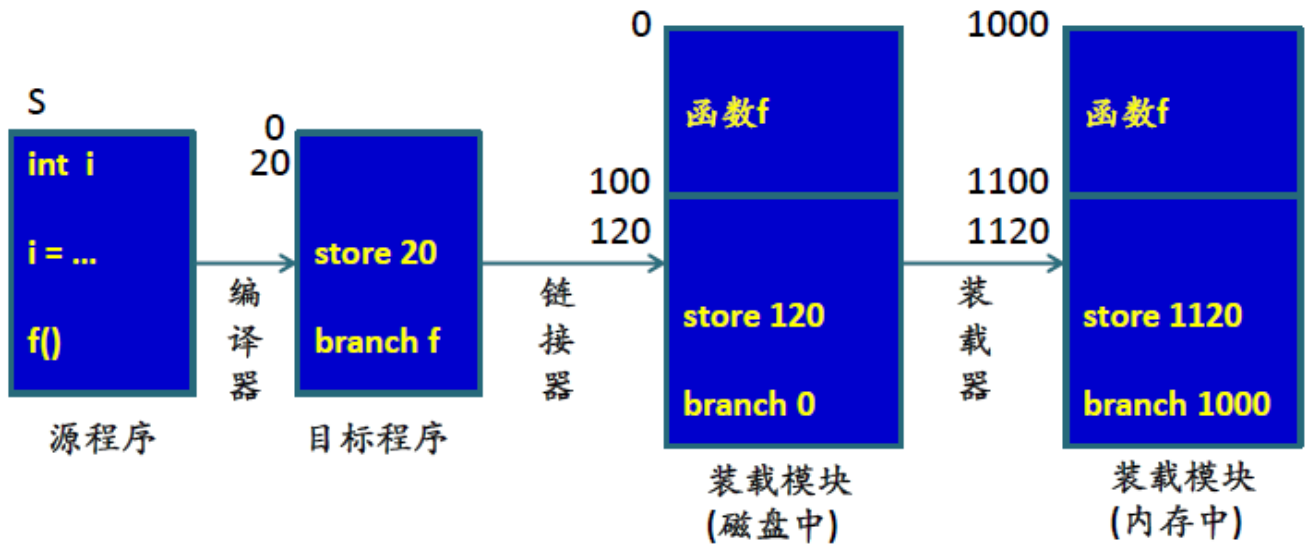 S
int i
i = ...
f()
源程序
编译器
0
20
store 20
branch f
目标程序
链接器
0
函数f
100
120
store 120
branch 0
装载模块
(磁盘中)
装载器
1000
函数f
1100
1120
store 1120
branch 1000
装载模块
(内存中)